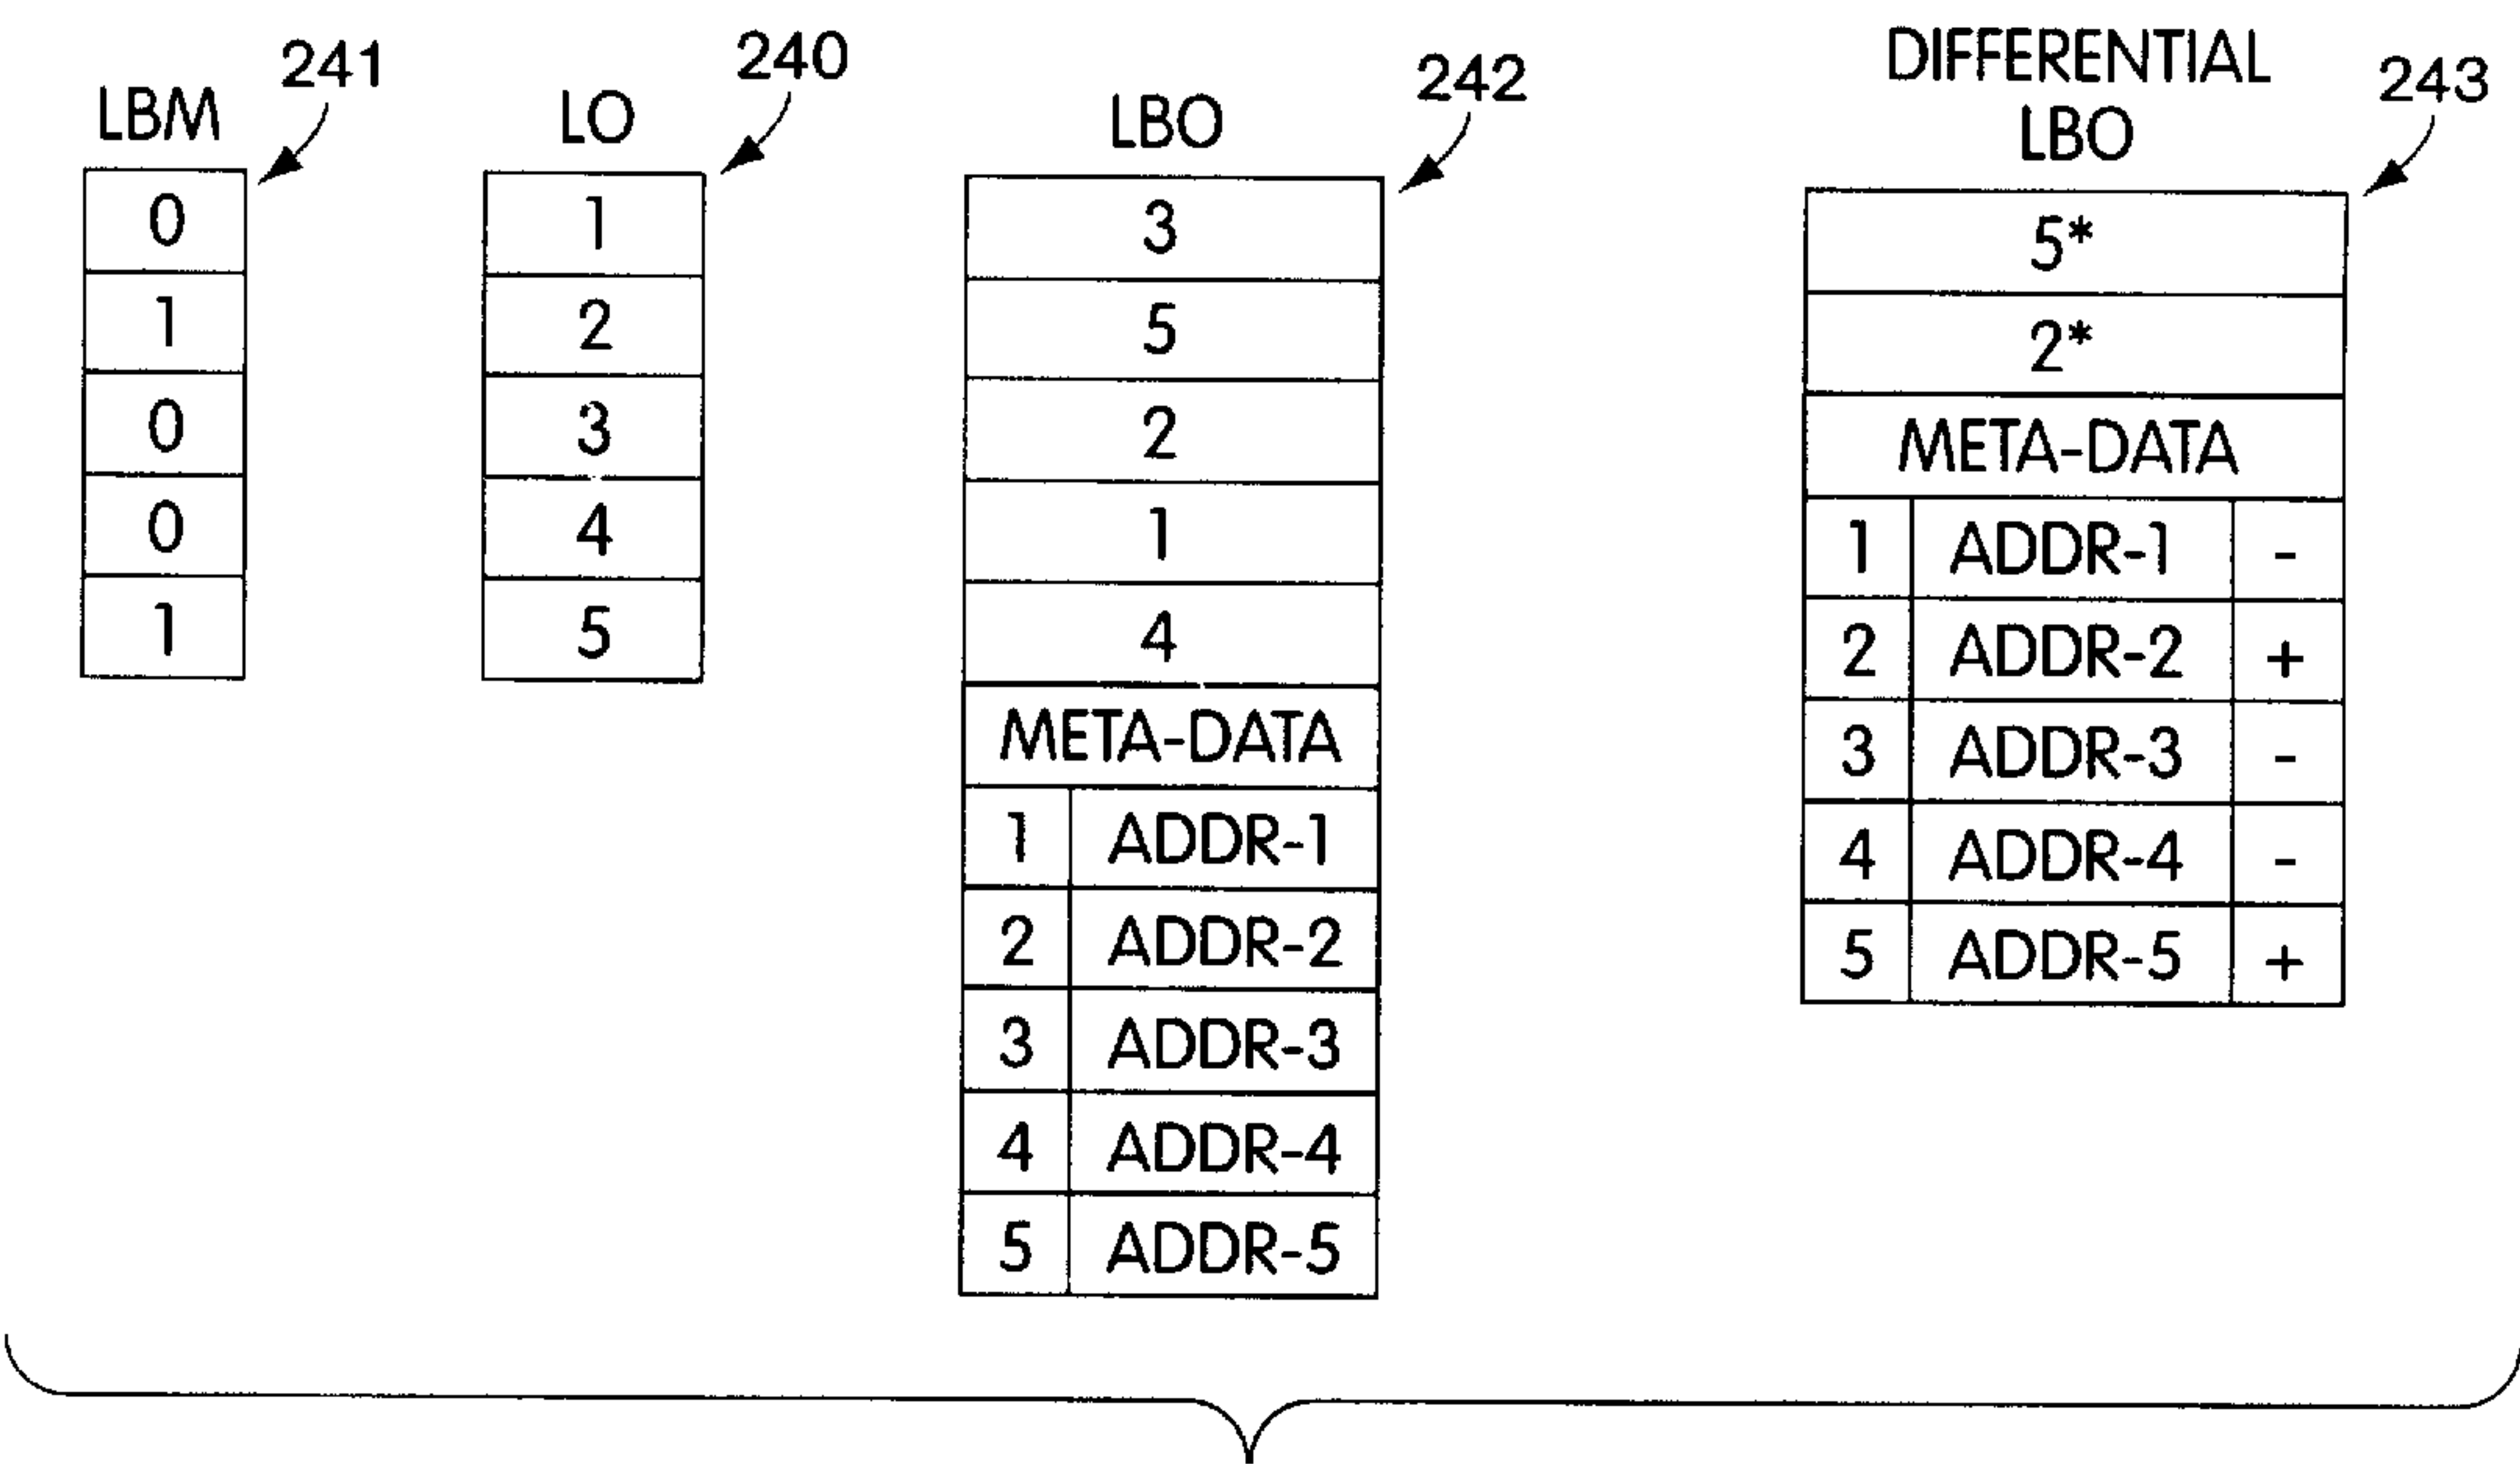 LBM
241
0
1
0
0
1
LO
240
1
2
3
4
5
LBO
242
3
5
2
1
4
META-DATA
1 ADDR-1
2 ADDR-2
3 ADDR-3
4 ADDR-4
5 ADDR-5
DIFFERENTIAL
LBO
243
5*
2*
META-DATA
1 ADDR-1 -
2 ADDR-2 +
3 ADDR-3 -
4 ADDR-4 -
5 ADDR-5 +